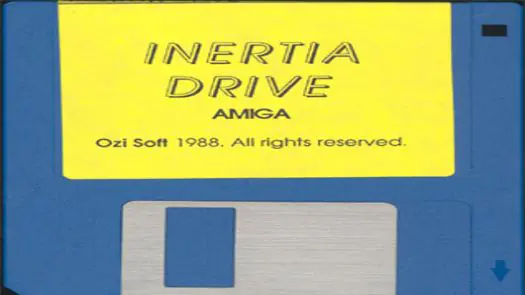 INERTIA
DRIVE
AMIGA
Ozi Soft 1988. All rights reserved.